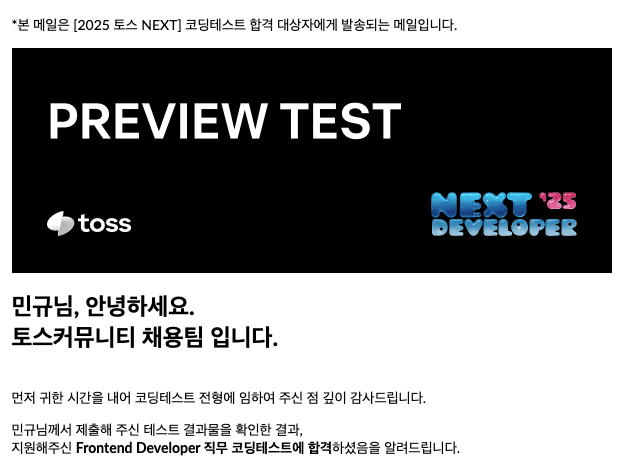 *본 메일은 [2025 토스 NEXT] 코딩테스트 합격 대상자에게 발송되는 메일입니다.
PREVIEW TEST
toss
NEXT '25
DEVELOPER
민규님, 안녕하세요.
토스커뮤니티 채용팀 입니다.
먼저 귀한 시간을 내어 코딩테스트 전형에 임하여 주신 점 깊이 감사드립니다.
민규님께서 제출해 주신 테스트 결과물을 확인한 결과,
지원해주신 Frontend Developer 직무 코딩테스트에 합격하셨음을 알려드립니다.